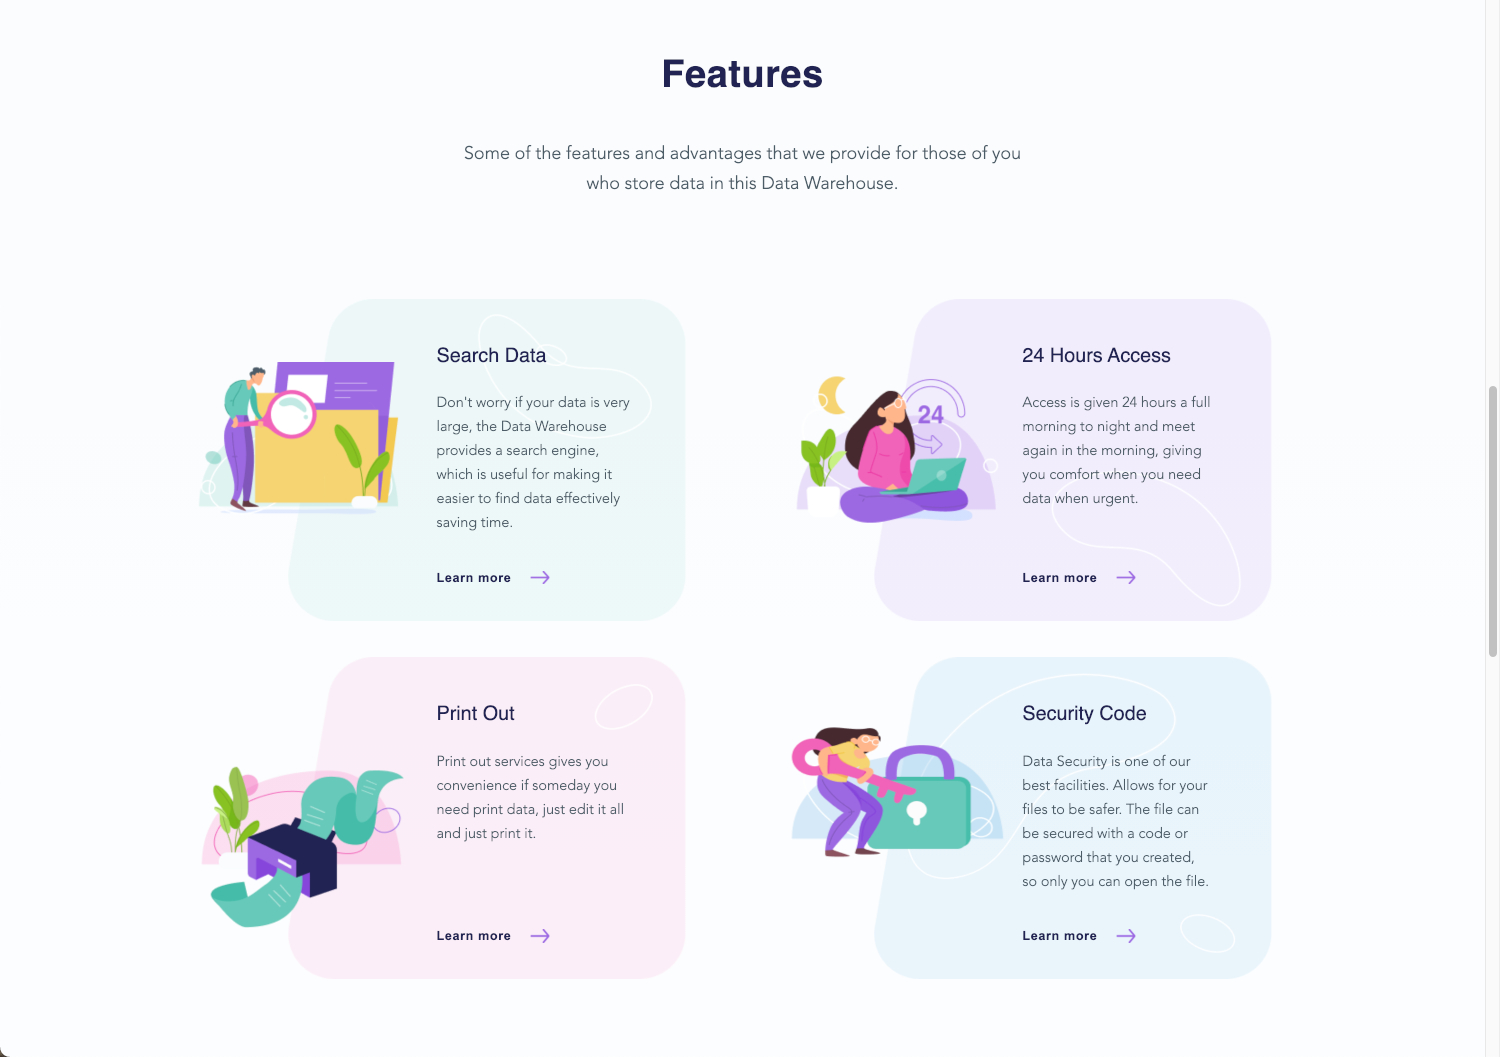 Features
Some of the features and advantages that we provide for those of you
who store data in this Data Warehouse.
Search Data
Don't worry if your data is very
large, the Data Warehouse
provides a search engine,
which is useful for making it
easier to find data effectively
saving time.
Learn more
24
24 Hours Access
Access is given 24 hours a full
morning to night and meet
again in the morning, giving
you comfort when you need
data when urgent.
Learn more
Print Out
Print out services gives you
convenience if someday you
need print data, just edit it all
and just print it.
Learn more
Security Code
Data Security is one of our
best facilities. Allows for your
files to be safer. The file can
be secured with a code or
password that you created,
so only you can open the file.
Learn more